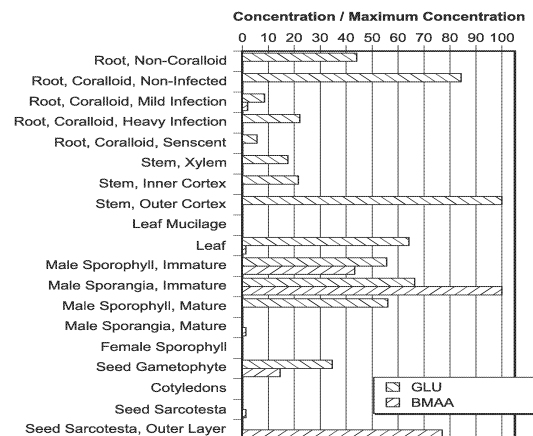 Concentration / Maximum Concentration
0 10 20 30 40 50 60 70 80 90 100
Root, Non-Coralloid
Root, Coralloid, Non-Infected
Root, Coralloid, Mild Infection
Root, Coralloid, Heavy Infection
Root, Coralloid, Senscent
Stem, Xylem
Stem, Inner Cortex
Stem, Outer Cortex
Leaf Mucilage
Leaf
Male Sporophyll, Immature
Male Sporangia, Immature
Male Sporophyll, Mature
Male Sporangia, Mature
Female Sporophyll
Seed Gametophyte
Cotyledons
Seed Sarcotesta
Seed Sarcotesta, Outer Layer
GLU
BMAA